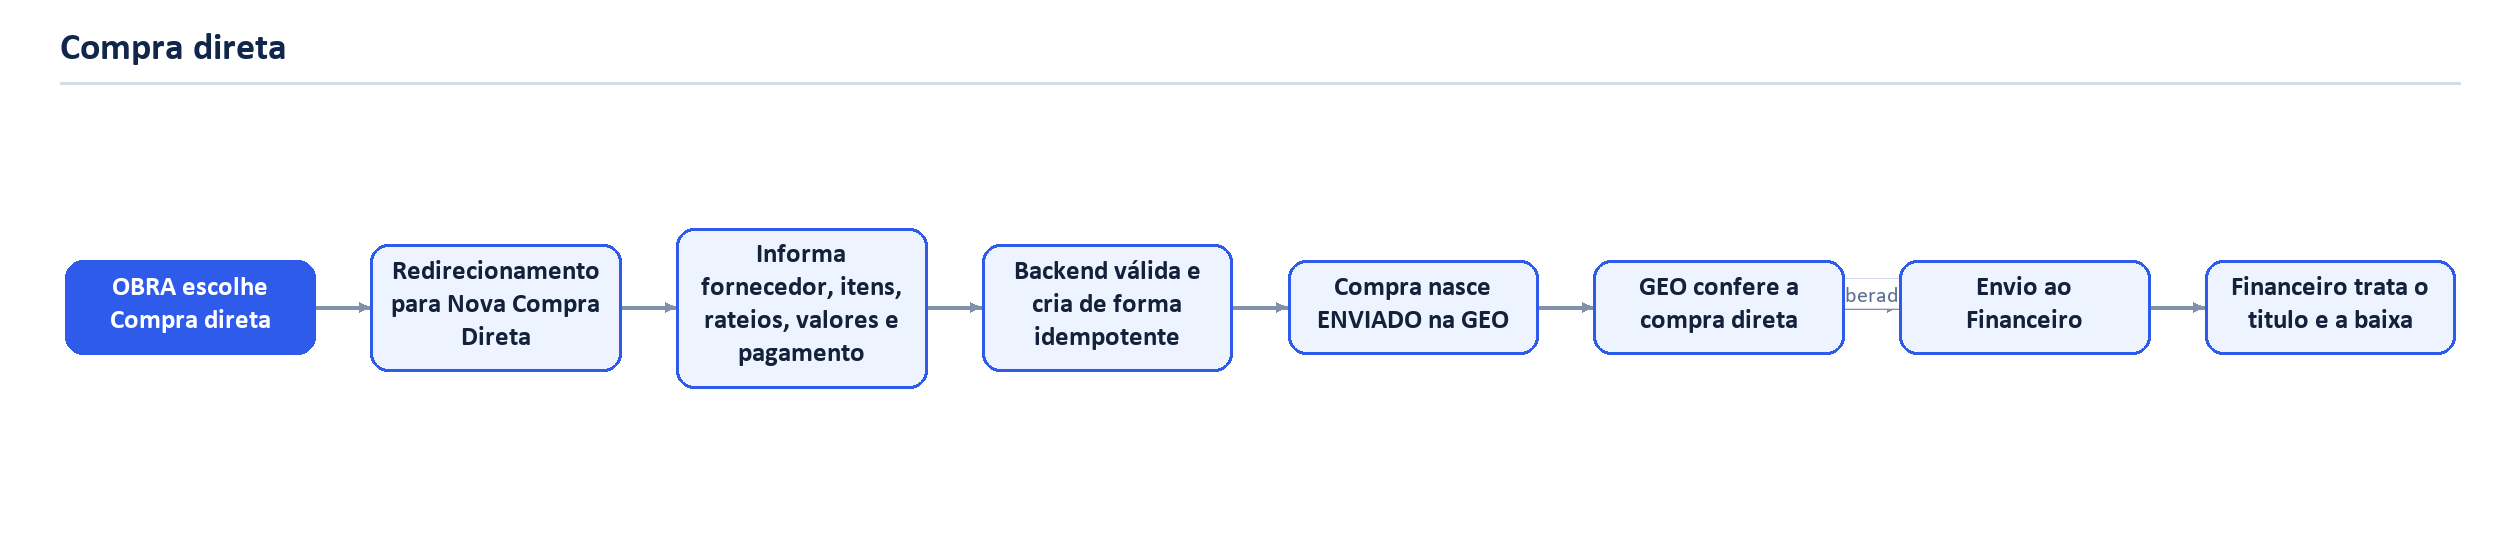 Compra direta
OBRA escolhe
Compra direta
Redirecionamento
para Nova Compra
Direta
Informa
fornecedor, itens,
rateios, valores e
pagamento
Backend válida e
cria de forma
idempotente
Compra nasce
ENVIADO na GEO
GEO confere a
compra direta
berad
Envio ao
Financeiro
Financeiro trata o
titulo e a baixa